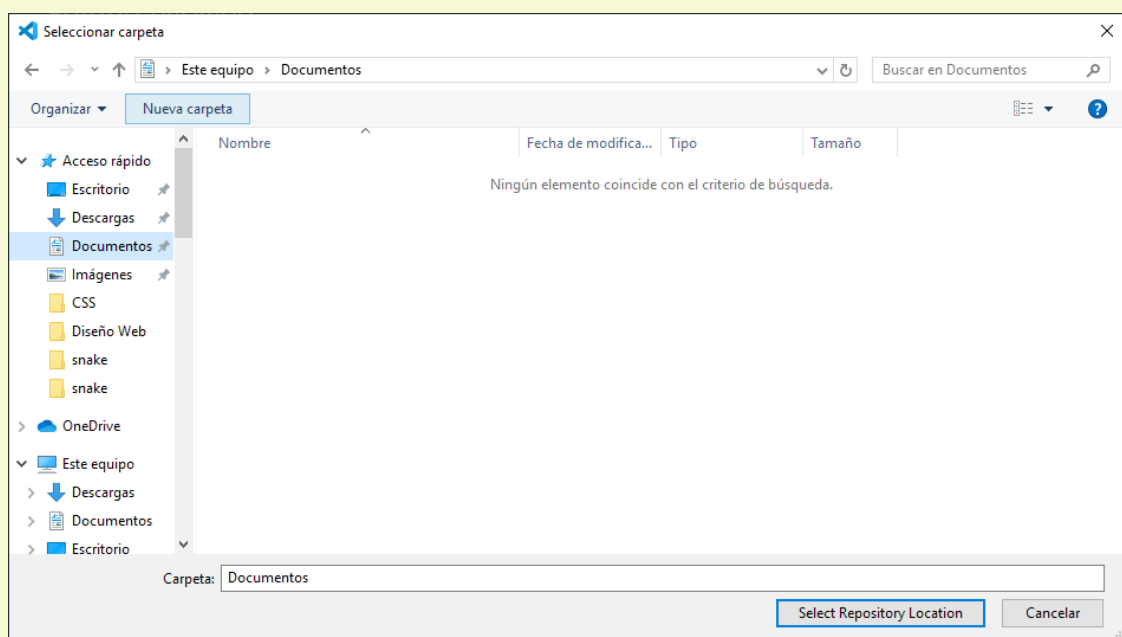 Seleccionar carpeta
Este equipo > Documentos
Buscar en Documentos
Organizar
Nueva carpeta
Nombre
Fecha de modifica...
Tipo
Tamaño
Ningún elemento coincide con el criterio de búsqueda.
Acceso rápido
Escritorio
Descargas
Documentos
Imágenes
CSS
Diseño Web
snake
snake
OneDrive
Este equipo
Descargas
Documentos
Escritorio
Carpeta: Documentos
Select Repository Location
Cancelar